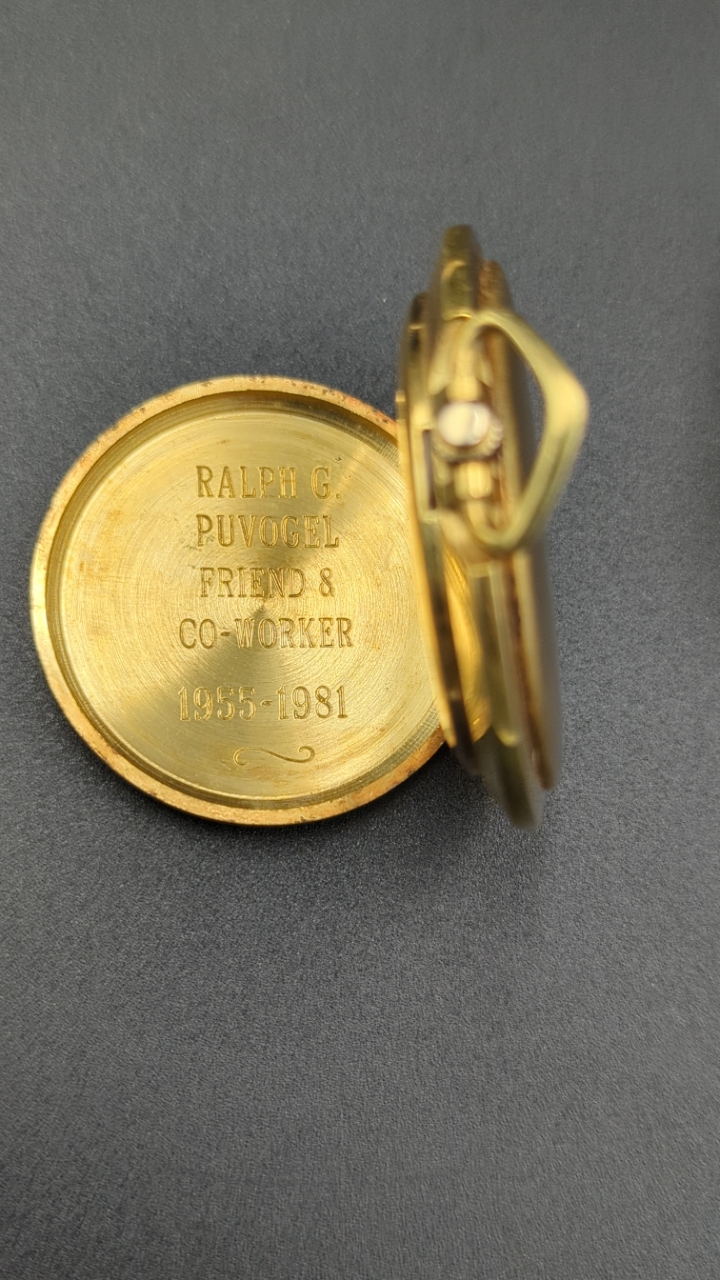 RALPH G.
PUVOGEL
FRIEND &
CO-WORKER
1955-1981